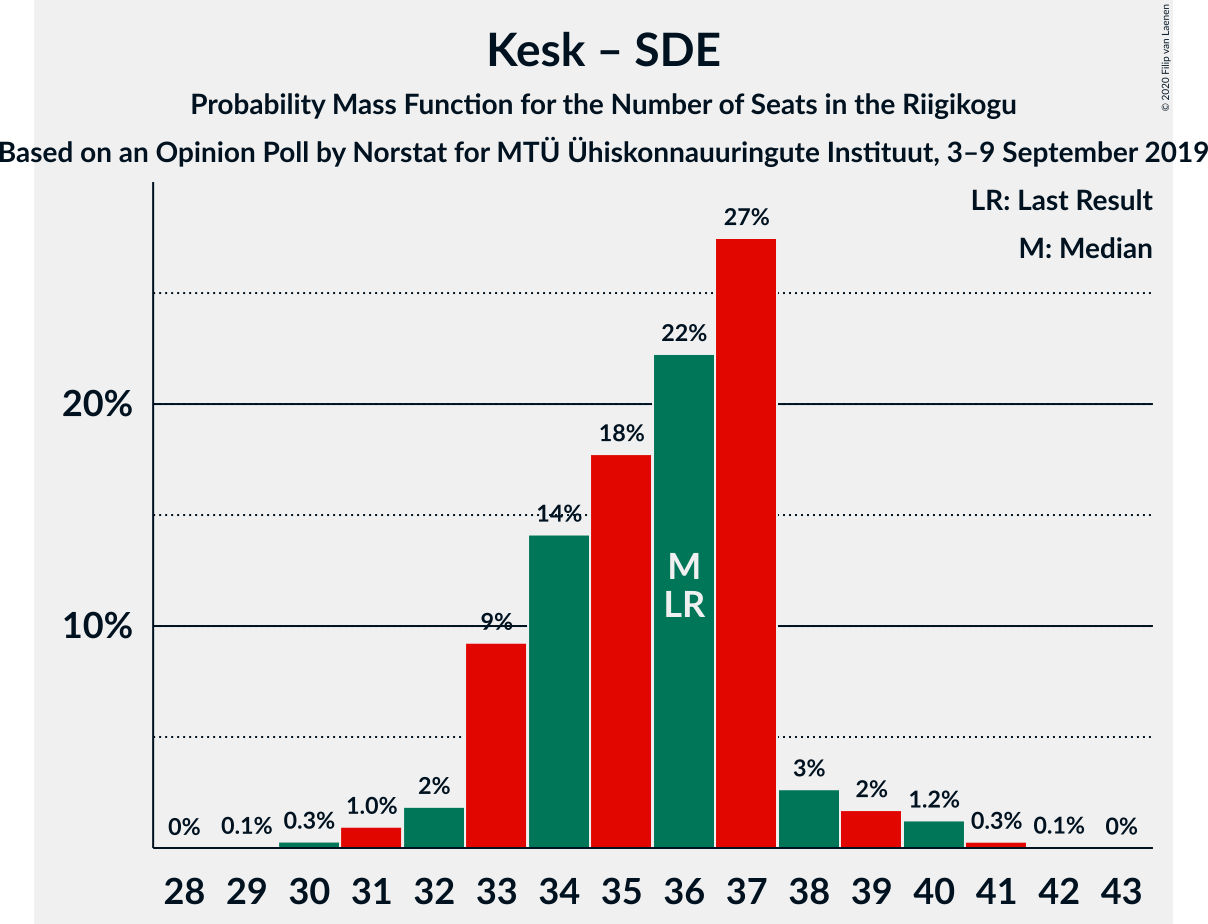 Kesk – SDE
Probability Mass Function for the Number of Seats in the Riigikogu
Based on an Opinion Poll by Norstat for MTÜ Ühiskonnauuringute Instituut, 3–9 September 2019
© 2020 Filip van Laenen
LR: Last Result
M: Median
27%
22%
20%
18%
14%
M
LR
10%
9%
3%
2%
2%
1.2%
1.0%
0.3%
0.3%
0% 0.1% 0.1% 0%
28 29 30 31 32 33 34 35 36 37 38 39 40 41 42 43